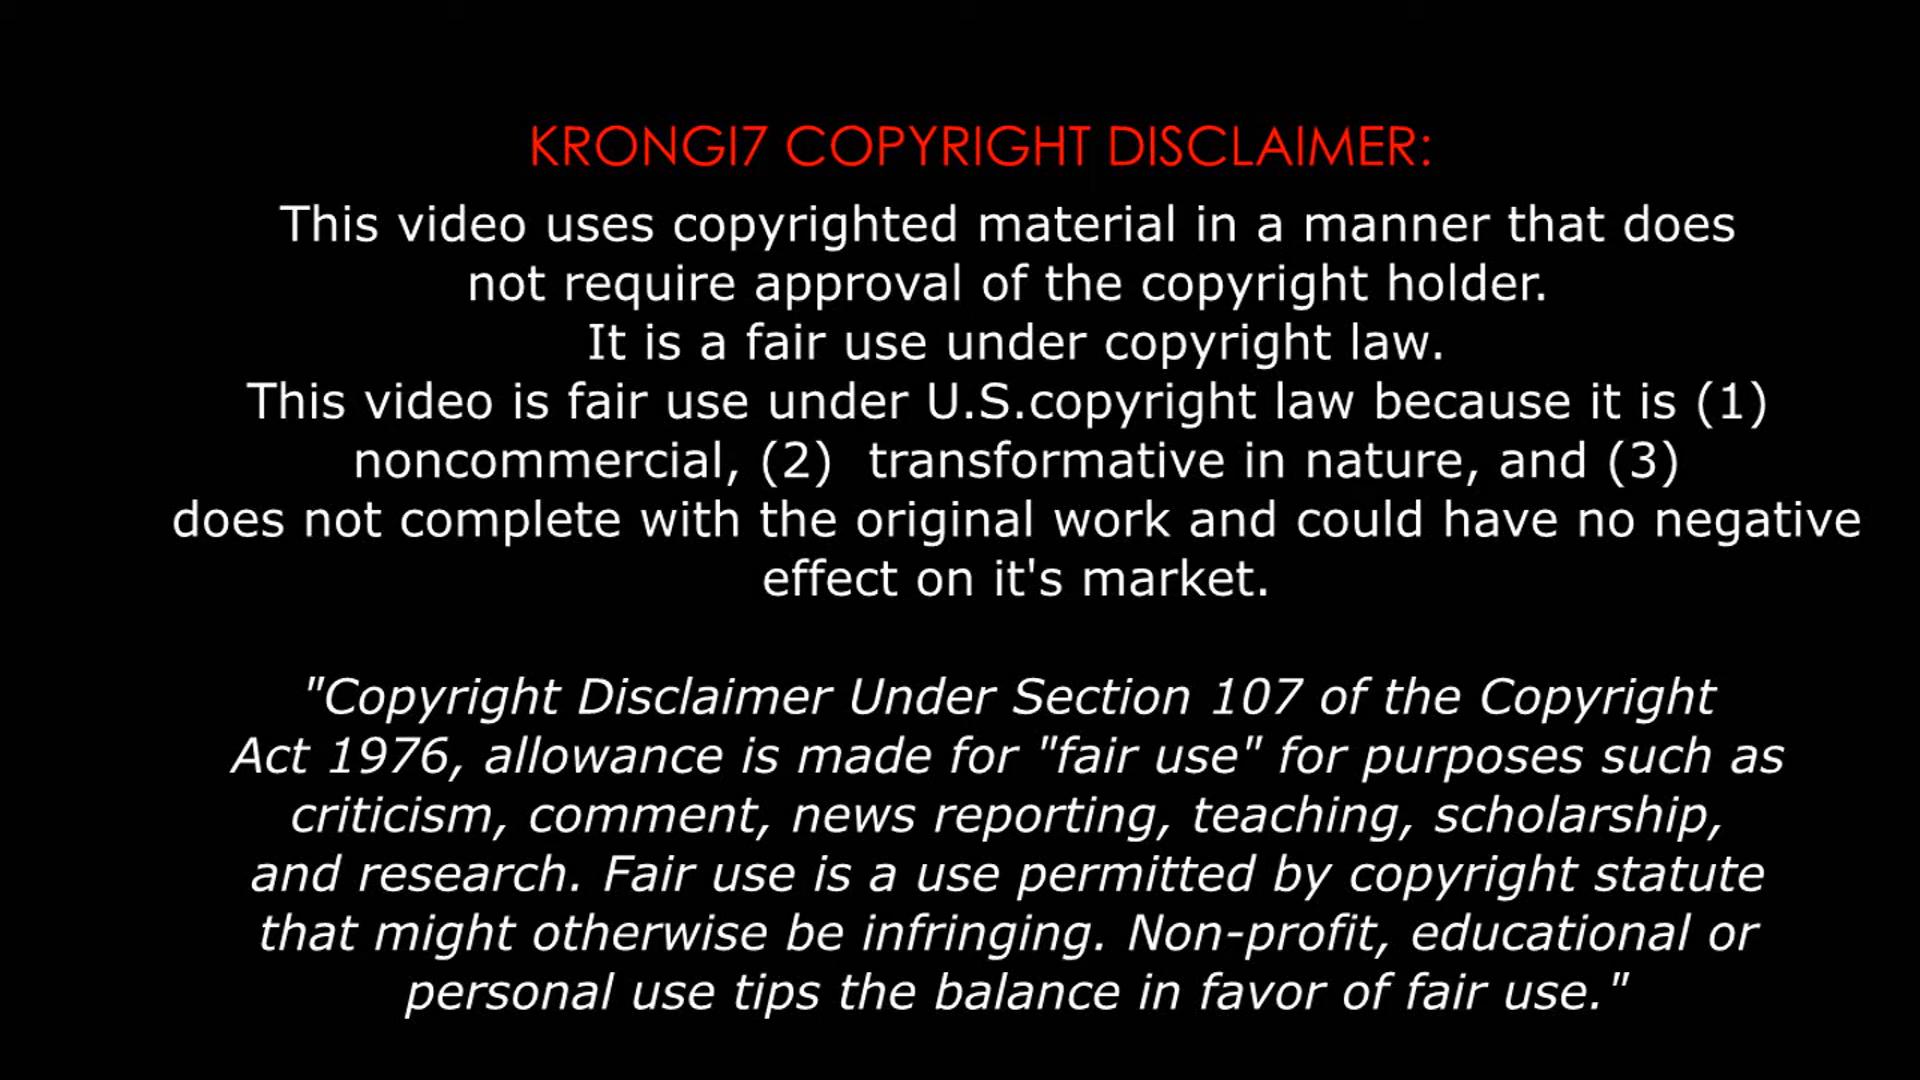 KRONGI7 COPYRIGHT DISCLAIMER:
This video uses copyrighted material in a manner that does
not require approval of the copyright holder.
It is a fair use under copyright law.
This video is fair use under U.S.copyright law because it is (1)
noncommercial, (2)  transformative in nature, and (3)
does not complete with the original work and could have no negative
effect on it's market.
"Copyright Disclaimer Under Section 107 of the Copyright
Act 1976, allowance is made for "fair use" for purposes such as
criticism, comment, news reporting, teaching, scholarship,
and research. Fair use is a use permitted by copyright statute
that might otherwise be infringing. Non-profit, educational or
personal use tips the balance in favor of fair use."